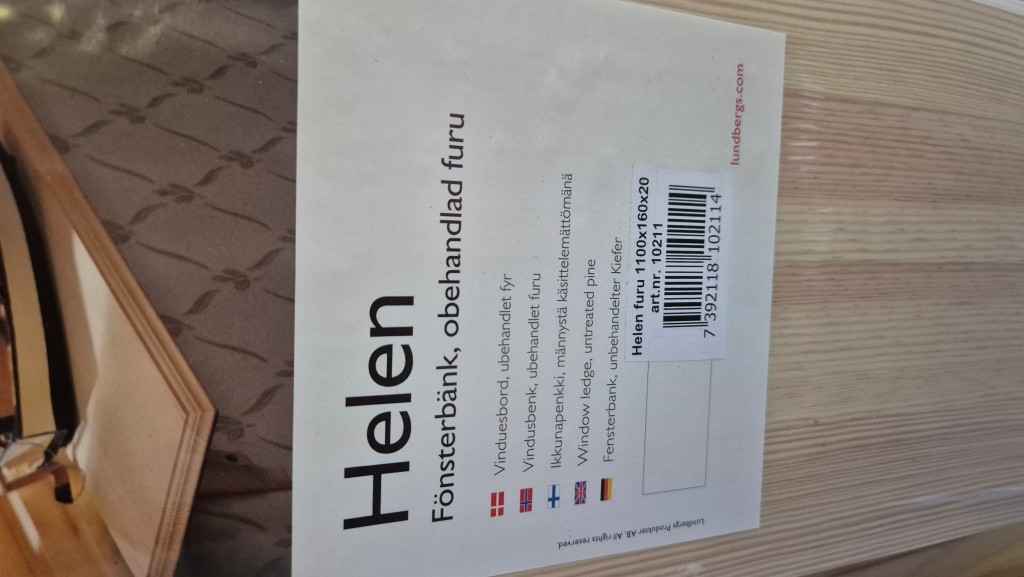 Helen
Fönsterbänk, obehandlad furu
Vinduesbord, ubehandlet fyr
Vindusbenk, ubehandlet furu
Ikkunapenkki, männystä käsittelemättömänä
Window ledge, untreated pine
Fensterbank, unbehandelter Kiefer
Helen furu 1100x160x20
art.nr. 10211
7 392118 102114
lundbergs.com
Lundbergs Produkter AB. All rights reserved.